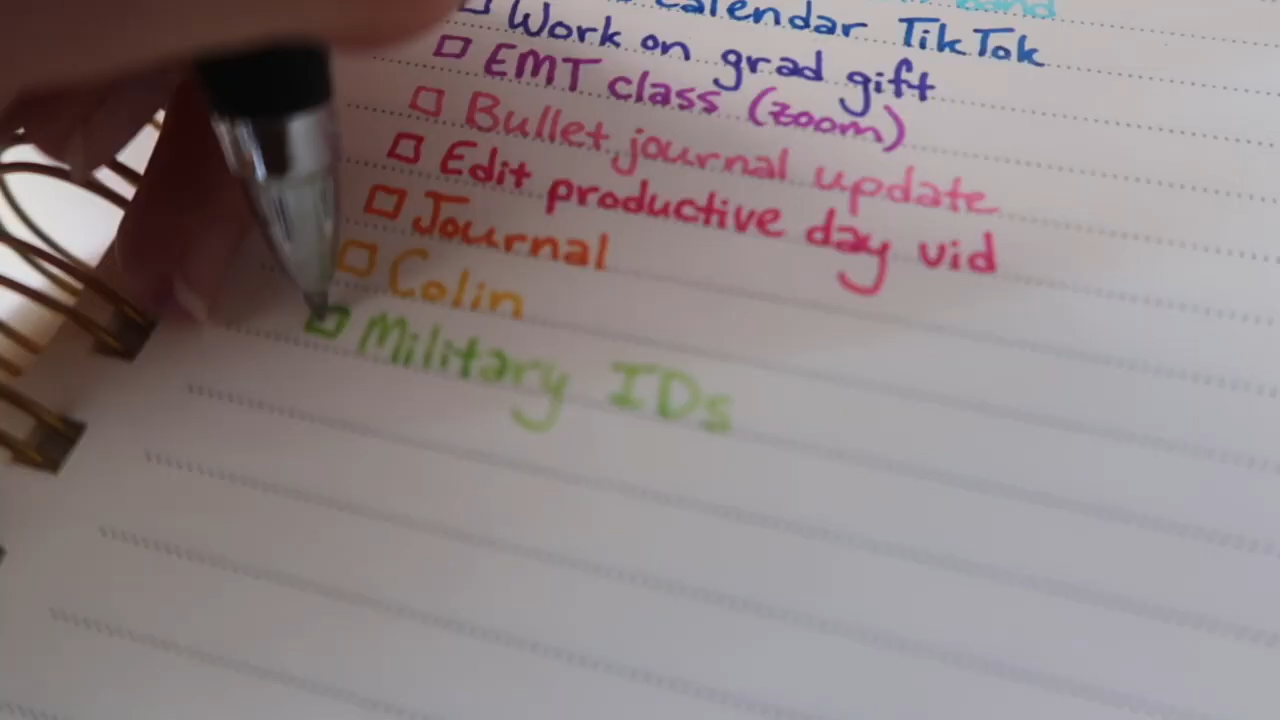 calendar TikTok
Work on grad gift
EMT class (zoom)
Bullet journal update
Edit productive day vid
Journal
Colin
Military IDs